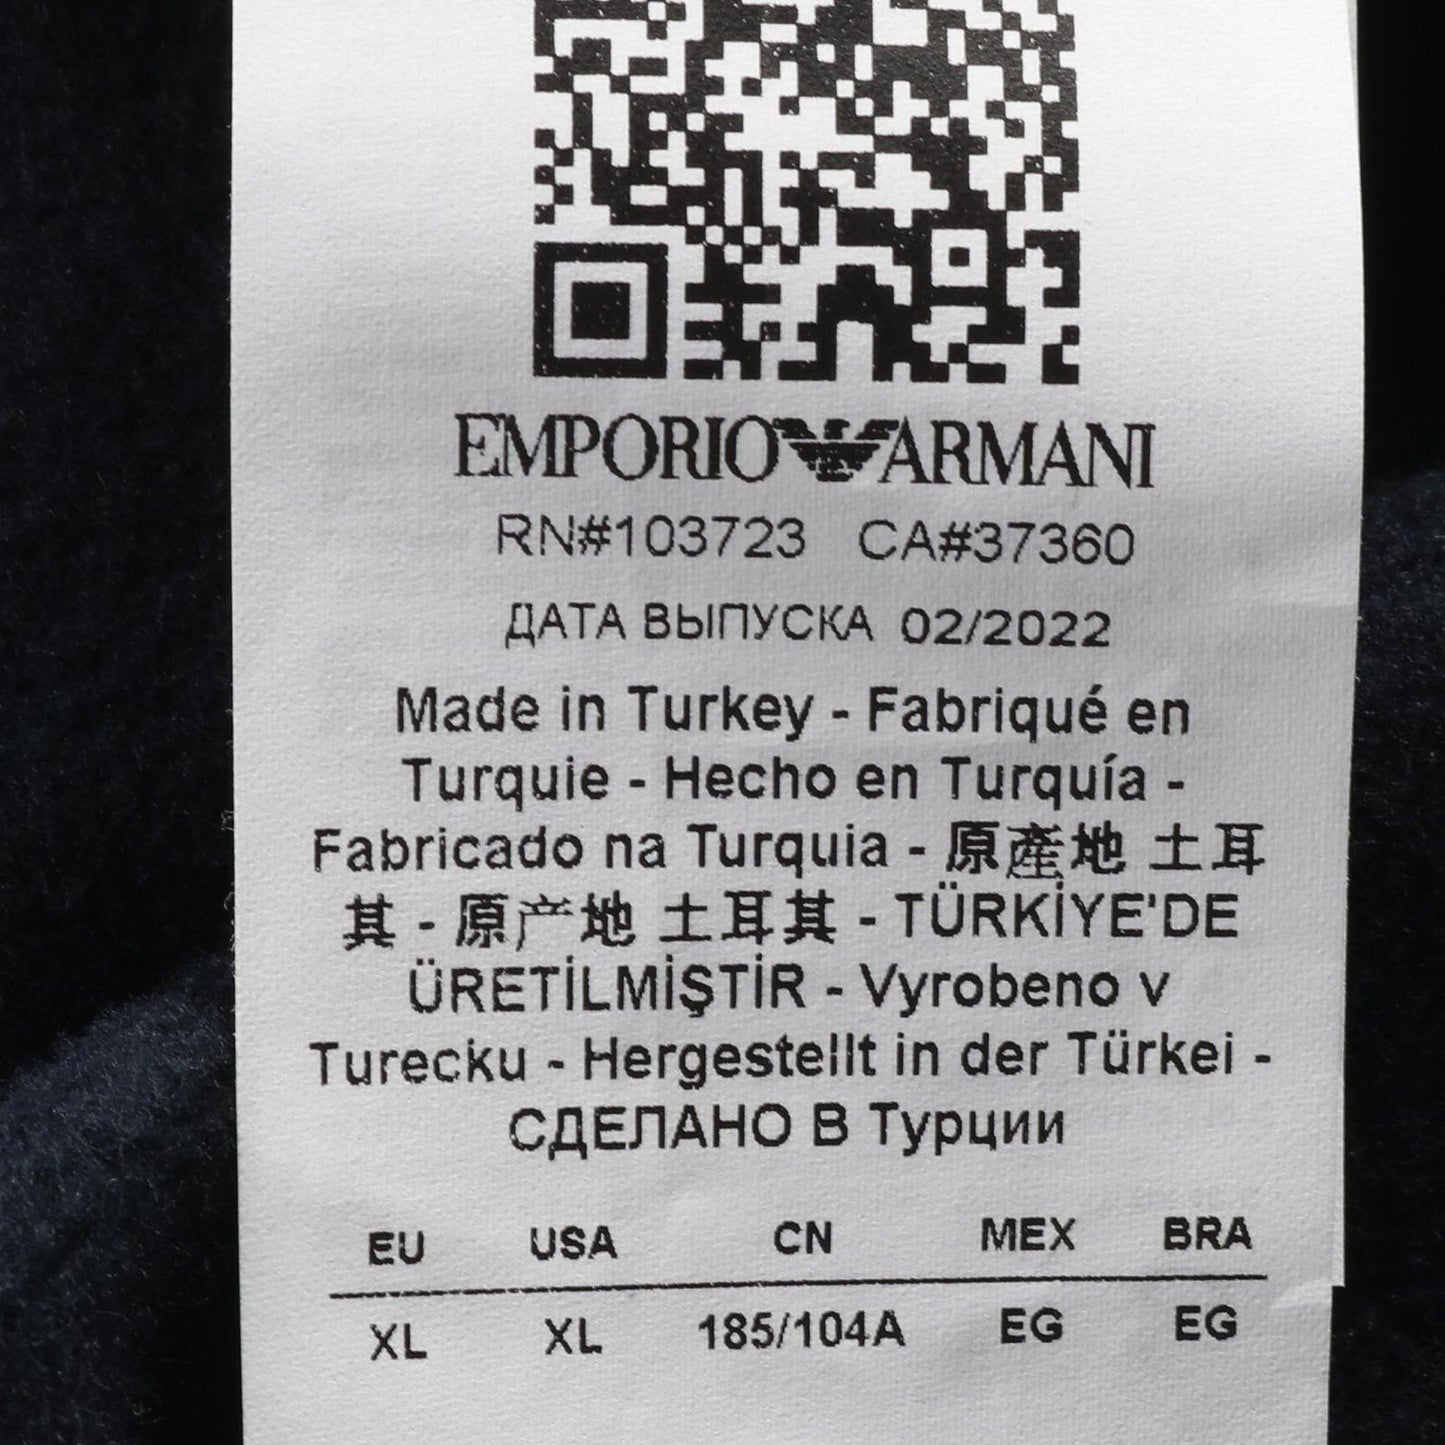 EMPORIO ARMANI
RN#103723 CA#37360
ДАТА ВЫПУСКА 02/2022
Made in Turkey - Fabriqué en
Turquie - Hecho en Turquía -
Fabricado na Turquia - 原產地 土耳
其 - 原产地 土耳其 - TÜRKİYE'DE
ÜRETİLMİŞTİR - Vyrobeno v
Turecku - Hergestellt in der Türkei -
СДЕЛАНО В Турции
EU USA CN MEX BRA
XL XL 185/104A EG EG